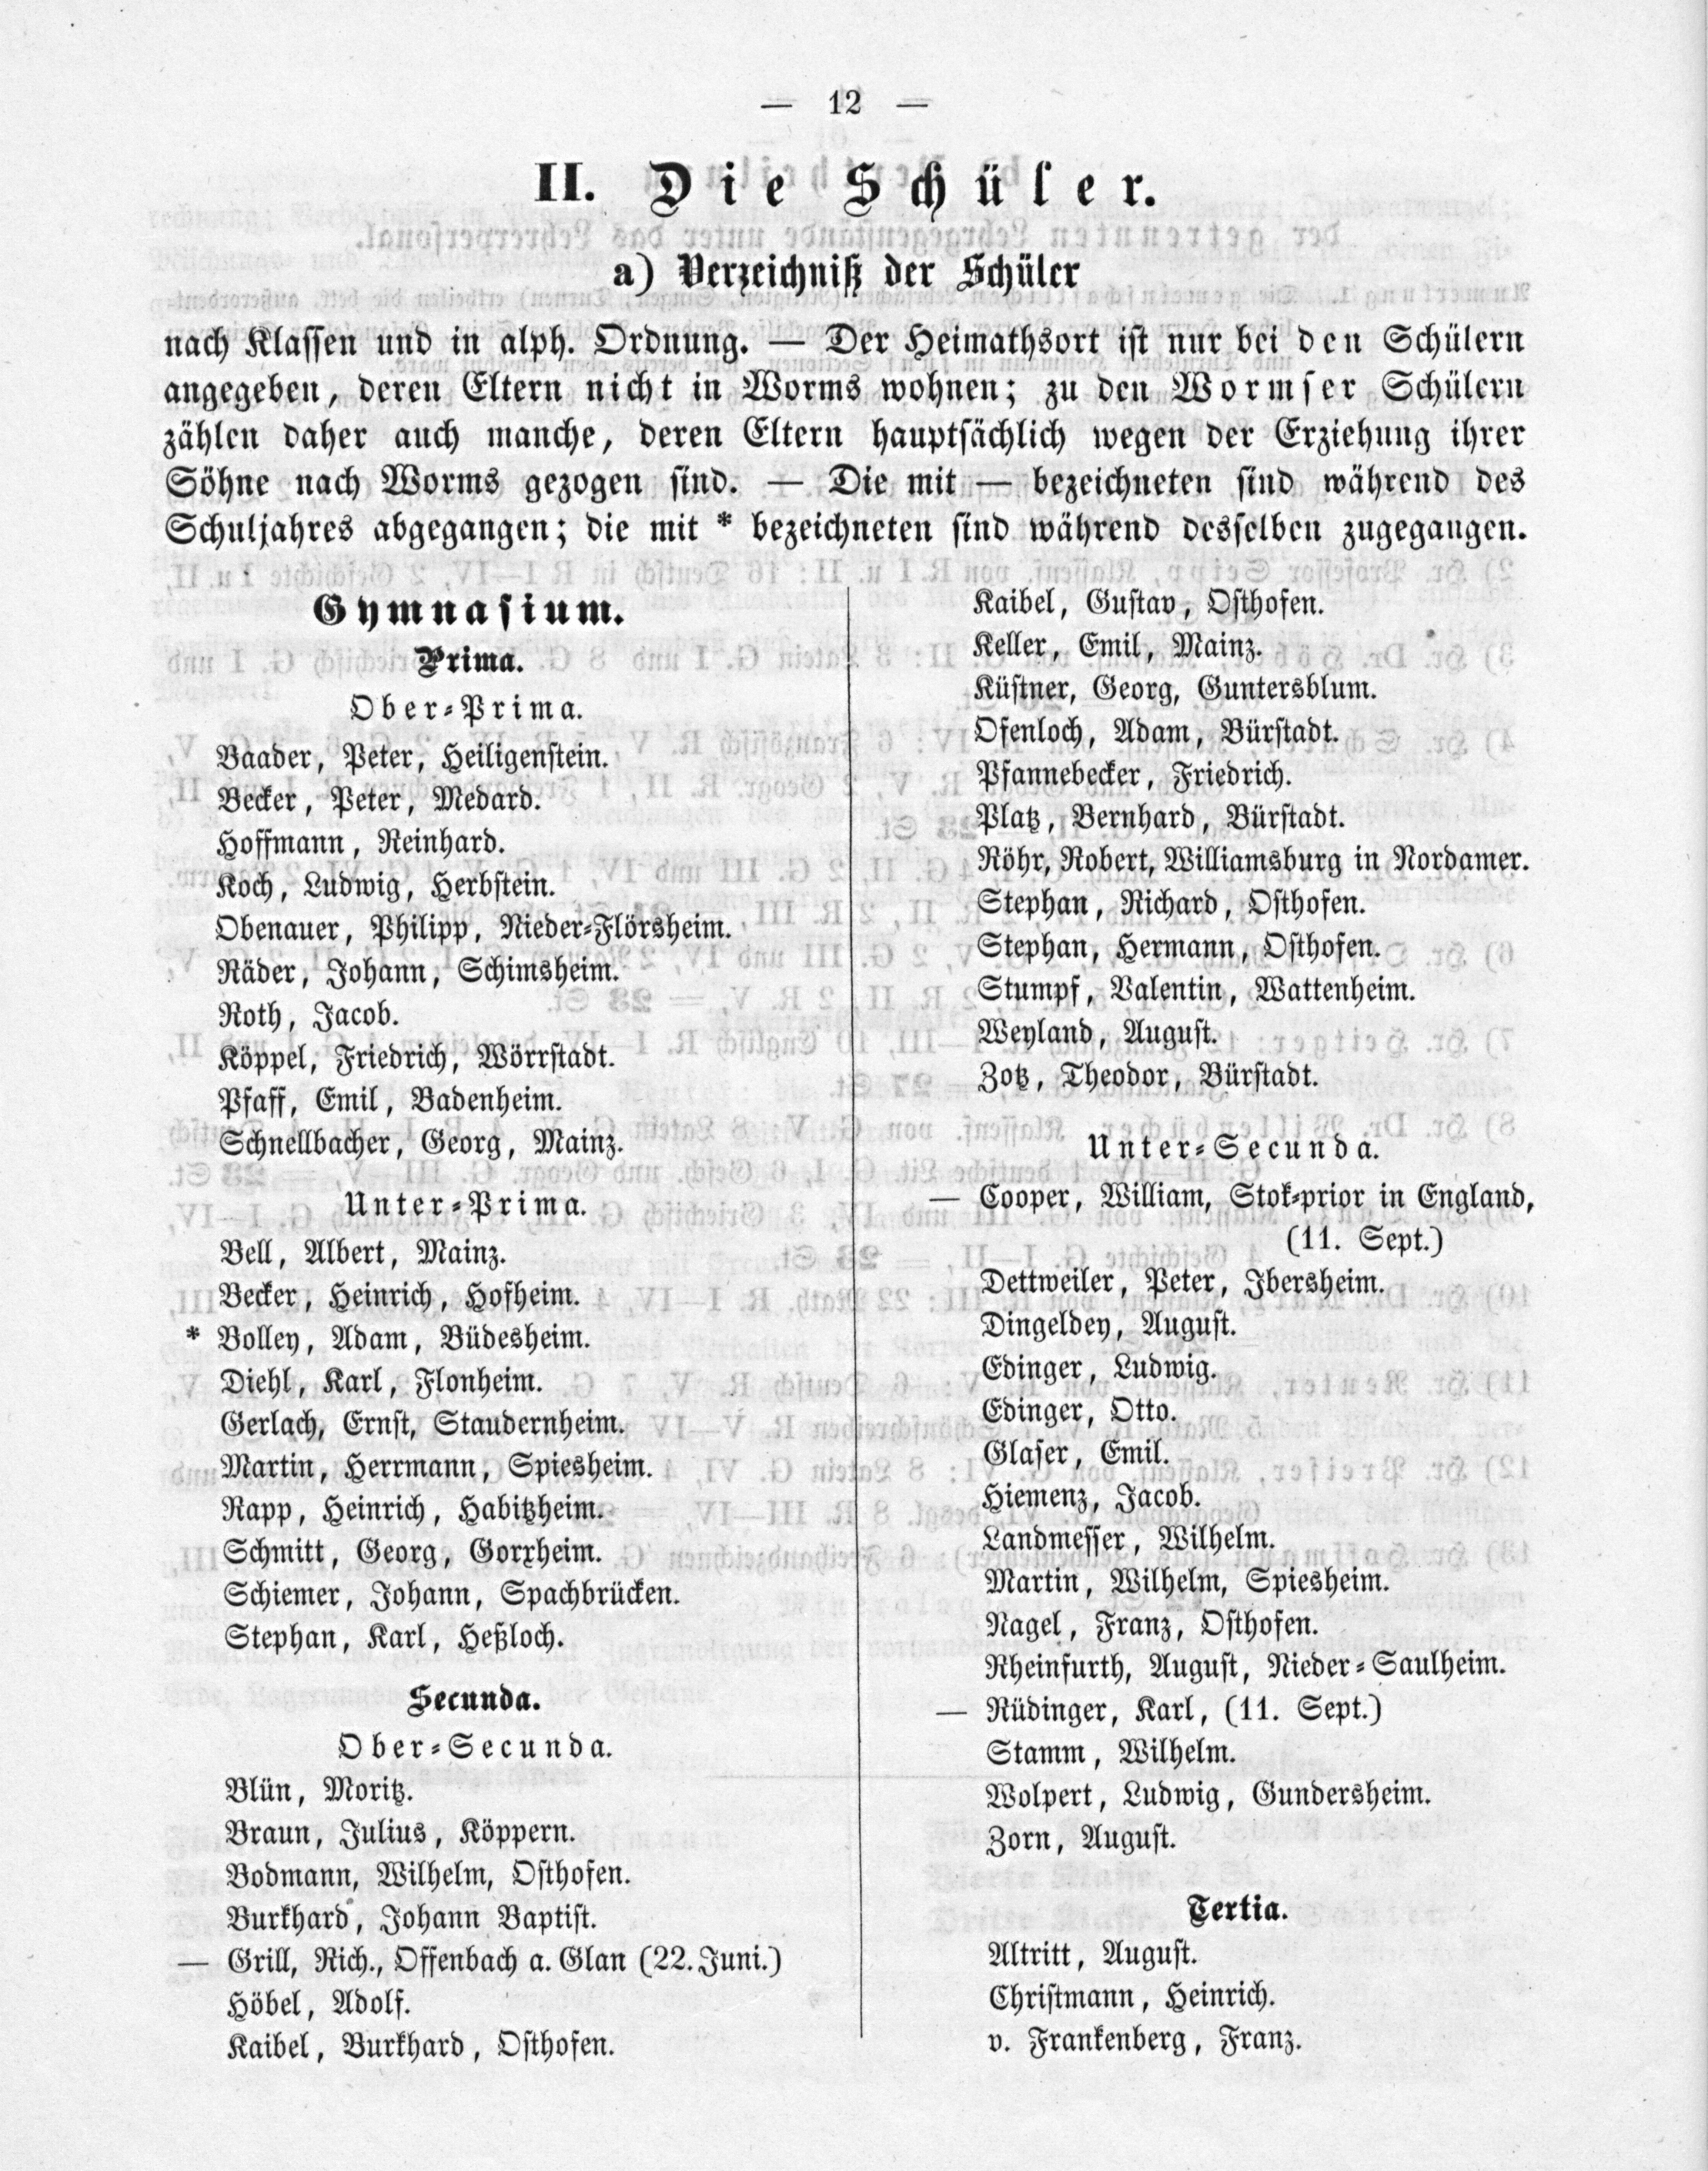 — 12 —
II. Die Schüler.
a) Verzeichniß der Schüler
nach Klassen und in alph. Ordnung. — Der Heimathsort ist nur bei den Schülern
angegeben, deren Eltern nicht in Worms wohnen; zu den Wormser Schülern
zählen daher auch manche, deren Eltern hauptsächlich wegen der Erziehung ihrer
Söhne nach Worms gezogen sind. — Die mit — bezeichneten sind während des
Schuljahres abgegangen; die mit * bezeichneten sind während desselben zugegangen.
Gymnasium.
Prima.
Ober-Prima.
Baader, Peter, Heiligenstein.
Becker, Peter, Medard.
Hoffmann, Reinhard.
Koch, Ludwig, Herbstein.
Obenauer, Philipp, Nieder-Flörsheim.
Räder, Johann, Schimsheim.
Roth, Jacob.
Köppel, Friedrich, Wörrstadt.
Pfaff, Emil, Badenheim.
Schnellbacher, Georg, Mainz.
Unter-Prima.
Bell, Albert, Mainz.
Becker, Heinrich, Hofheim.
* Bolley, Adam, Büdesheim.
Diehl, Karl, Flonheim.
Gerlach, Ernst, Staudernheim.
Martin, Herrmann, Spiesheim.
Rapp, Heinrich, Habitzheim.
Schmitt, Georg, Gorxheim.
Schiemer, Johann, Spachbrücken.
Stephan, Karl, Heßloch.
Secunda.
Ober-Secunda.
Blün, Moritz.
Braun, Julius, Köppern.
Bodmann, Wilhelm, Osthofen.
Burkhard, Johann Baptist.
— Grill, Rich., Offenbach a. Glan (22. Juni.)
Höbel, Adolf.
Kaibel, Burkhard, Osthofen.
Kaibel, Gustav, Osthofen.
Keller, Emil, Mainz.
Küstner, Georg, Guntersblum.
Ofenloch, Adam, Bürstadt.
Pfannebecker, Friedrich.
Platz, Bernhard, Bürstadt.
Röhr, Robert, Williamsburg in Nordamer.
Stephan, Richard, Osthofen.
Stephan, Hermann, Osthofen.
Stumpf, Valentin, Wattenheim.
Weyland, August.
Zotz, Theodor, Bürstadt.
Unter-Secunda.
— Cooper, William, Stok-prior in England,
(11. Sept.)
Dettweiler, Peter, Ibersheim.
Dingeldey, August.
Edinger, Ludwig.
Edinger, Otto.
Glaser, Emil.
Hiemenz, Jacob.
Landmesser, Wilhelm.
Martin, Wilhelm, Spiesheim.
Nagel, Franz, Osthofen.
Rheinfurth, August, Nieder-Saulheim.
— Rüdinger, Karl, (11. Sept.)
Stamm, Wilhelm.
Wolpert, Ludwig, Gundersheim.
Zorn, August.
Tertia.
Altritt, August.
Christmann, Heinrich.
v. Frankenberg, Franz.